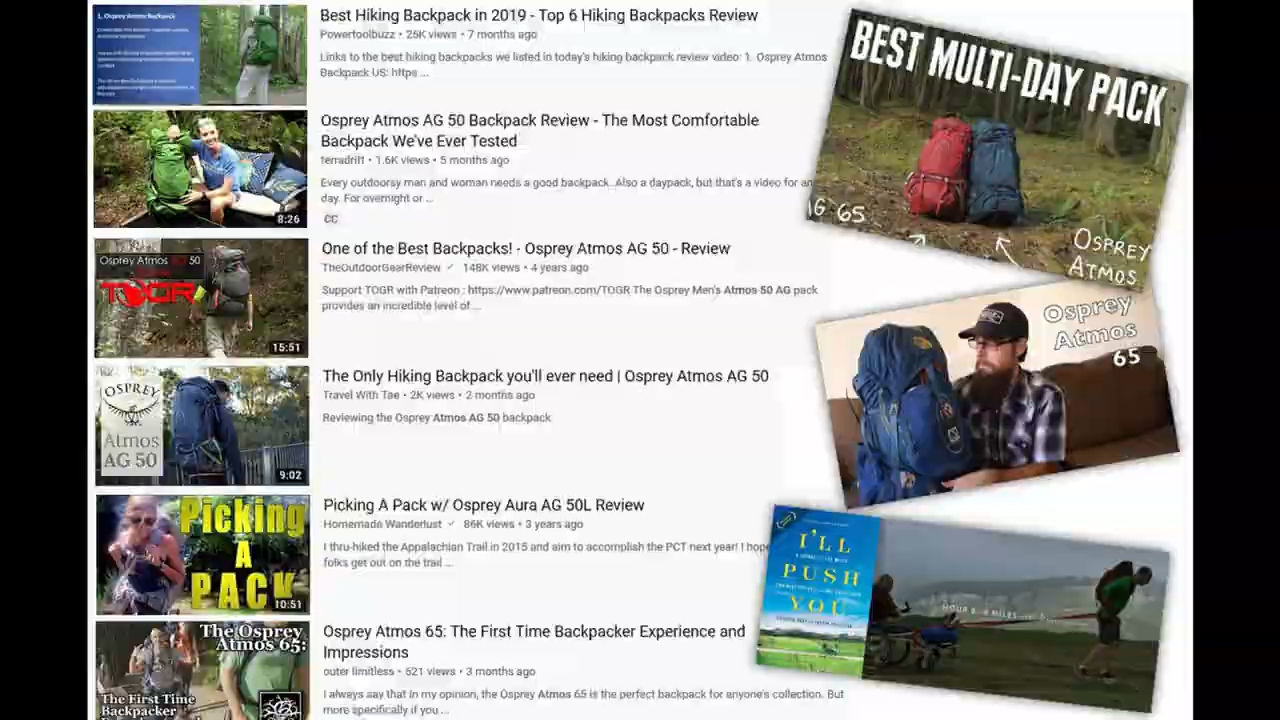 1. Osprey Atmos Backpack
Best Hiking Backpack in 2019 - Top 6 Hiking Backpacks Review
Powertoolbuzz • 25K views • 7 months ago
Links to the best hiking backpacks we listed in today's hiking backpack review video: 1. Osprey Atmos
Backpack US: https ...
8:26
Osprey Atmos AG 50 Backpack Review - The Most Comfortable
Backpack We've Ever Tested
terradrift • 1.6K views • 5 months ago
Every outdoorsy man and woman needs a good backpack. Also a daypack, but that's a video for an
day. For overnight or ...
CC
Osprey Atmos AG 50
TOGR
15:51
One of the Best Backpacks! - Osprey Atmos AG 50 - Review
TheOutdoorGearReview 148K views • 4 years ago
Support TOGR with Patreon : https://www.patreon.com/TOGR The Osprey Men's Atmos 50 AG pack
provides an incredible level of ...
OSPREY
Atmos
AG 50
9:02
The Only Hiking Backpack you'll ever need | Osprey Atmos AG 50
Travel With Tae • 2K views • 2 months ago
Reviewing the Osprey Atmos AG 50 backpack
Picking
A
PACK
10:51
Picking A Pack w/ Osprey Aura AG 50L Review
Homemade Wanderlust 86K views • 3 years ago
I thru-hiked the Appalachian Trail in 2015 and aim to accomplish the PCT next year! I hope
folks get out on the trail ...
The Osprey
Atmos 65:
The First Time
Backpacker
Osprey Atmos 65: The First Time Backpacker Experience and
Impressions
outer limitless • 521 views • 3 months ago
I always say that in my opinion, the Osprey Atmos 65 is the perfect backpack for anyone's collection. But
more specifically if you ...
BEST MULTI-DAY PACK
AG 65
OSPREY
ATMOS
Osprey
Atmos
65
I'LL
PUSH
YOU